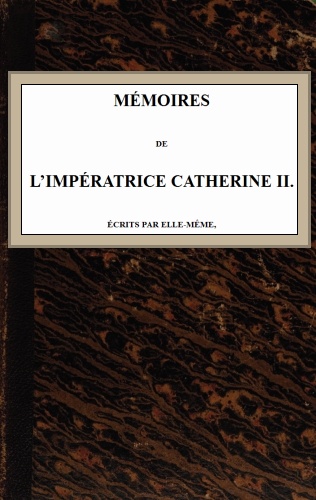 MÉMOIRES
DE
L’IMPÉRATRICE CATHERINE II.
ÉCRITS PAR ELLE-MÊME,